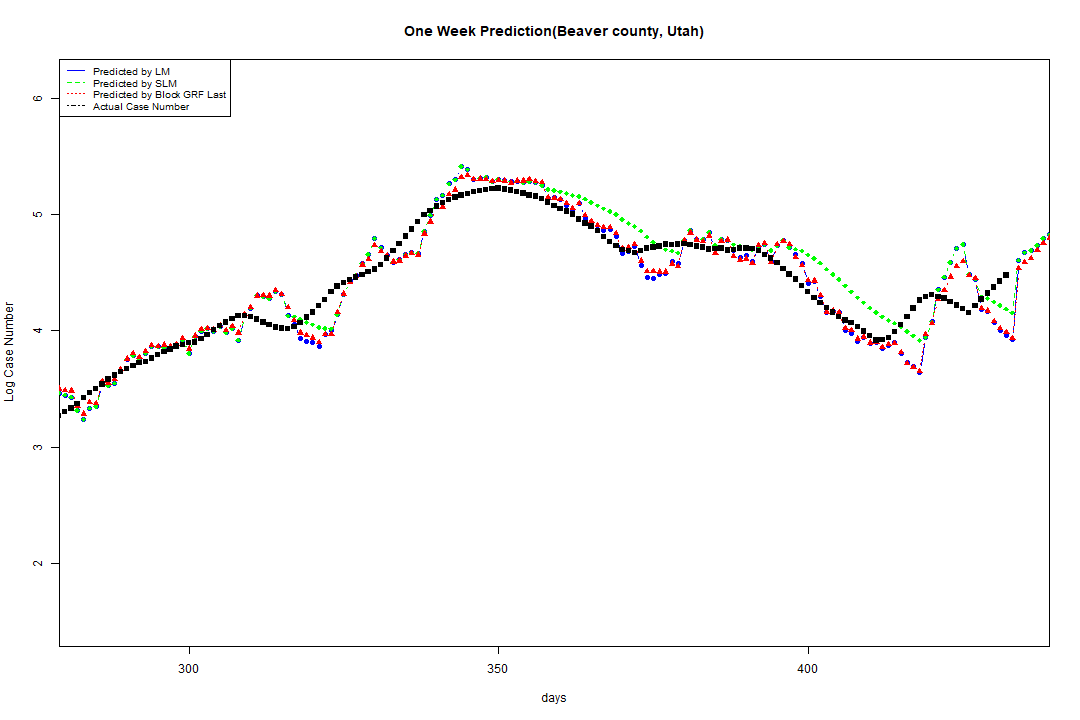 One Week Prediction(Beaver county, Utah)
Predicted by LM
Predicted by SLM
Predicted by Block GRF Last
Actual Case Number
6
5
4
3
2
Log Case Number
300
350
400
days